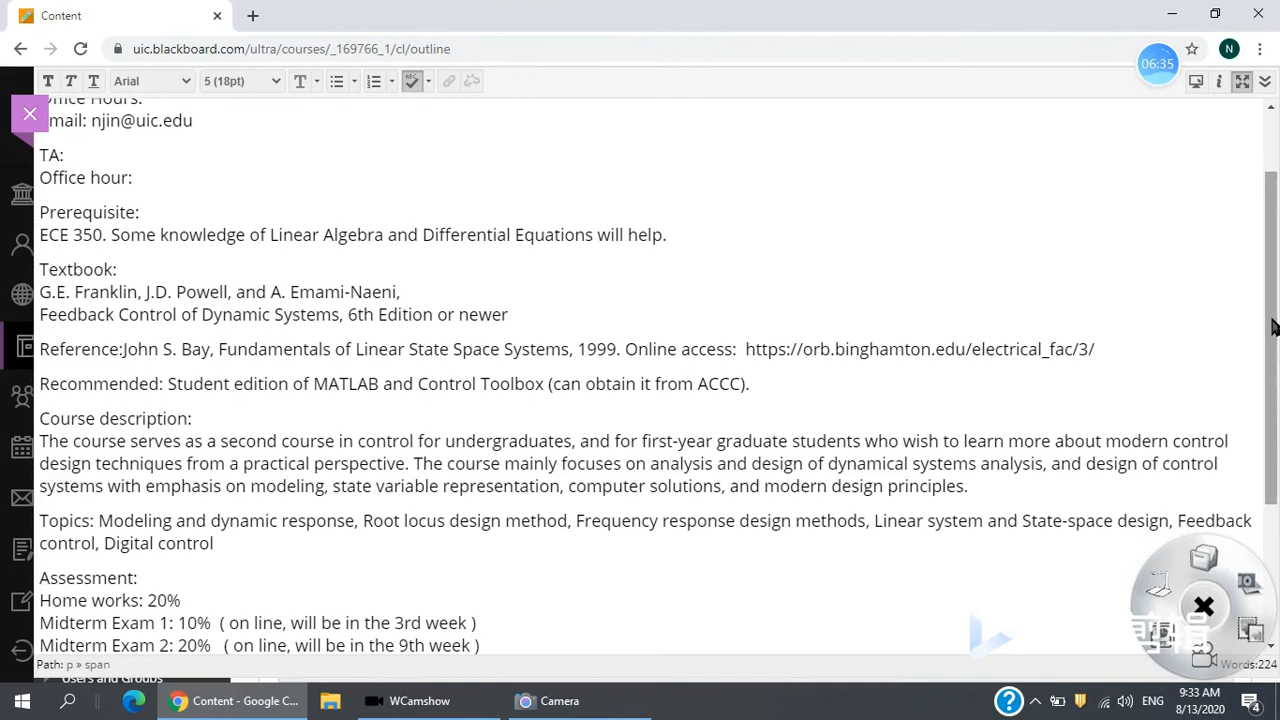 Content
uic.blackboard.com/ultra/courses/_169766_1/cl/outline
N
06:35
T T T Arial 5 (18pt) T ABC
Office Hours:
mail: njin@uic.edu
TA:
Office hour:
Prerequisite:
ECE 350. Some knowledge of Linear Algebra and Differential Equations will help.
Textbook:
G.E. Franklin, J.D. Powell, and A. Emami-Naeni,
Feedback Control of Dynamic Systems, 6th Edition or newer
Reference:John S. Bay, Fundamentals of Linear State Space Systems, 1999. Online access:  https://orb.binghamton.edu/electrical_fac/3/
Recommended: Student edition of MATLAB and Control Toolbox (can obtain it from ACCC).
Course description:
The course serves as a second course in control for undergraduates, and for first-year graduate students who wish to learn more about modern control
design techniques from a practical perspective. The course mainly focuses on analysis and design of dynamical systems analysis, and design of control
systems with emphasis on modeling, state variable representation, computer solutions, and modern design principles.
Topics: Modeling and dynamic response, Root locus design method, Frequency response design methods, Linear system and State-space design, Feedback
control, Digital control
Assessment:
Home works: 20%
Midterm Exam 1: 10%  ( on line, will be in the 3rd week )
Midterm Exam 2: 20%   ( on line, will be in the 9th week )
Path: p » span
Words:224
Users and Groups
Content - Google C...
WCamshow
Camera
ENG
9:33 AM
8/13/2020
4